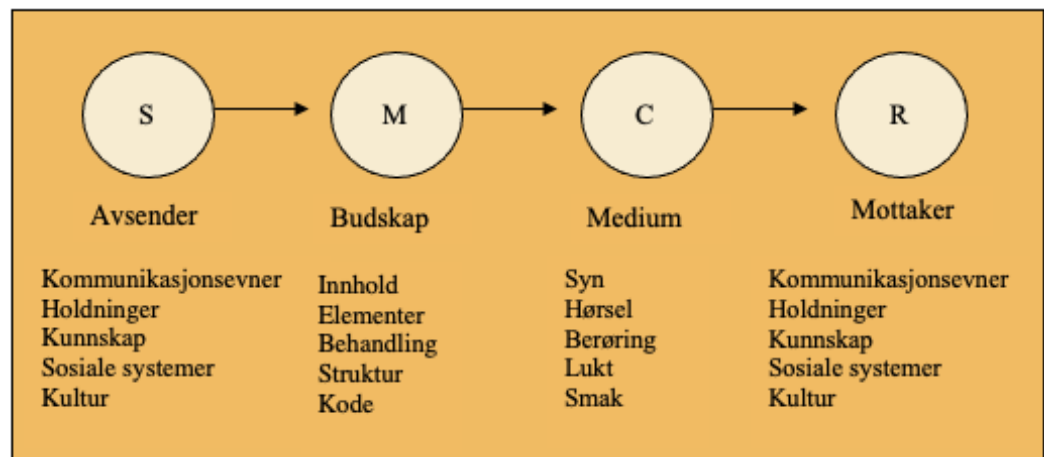 S
M
C
R
Avsender
Budskap
Medium
Mottaker
Kommunikasjonsevner
Holdninger
Kunnskap
Sosiale systemer
Kultur
Innhold
Elementer
Behandling
Struktur
Kode
Syn
Hørsel
Berøring
Lukt
Smak
Kommunikasjonsevner
Holdninger
Kunnskap
Sosiale systemer
Kultur